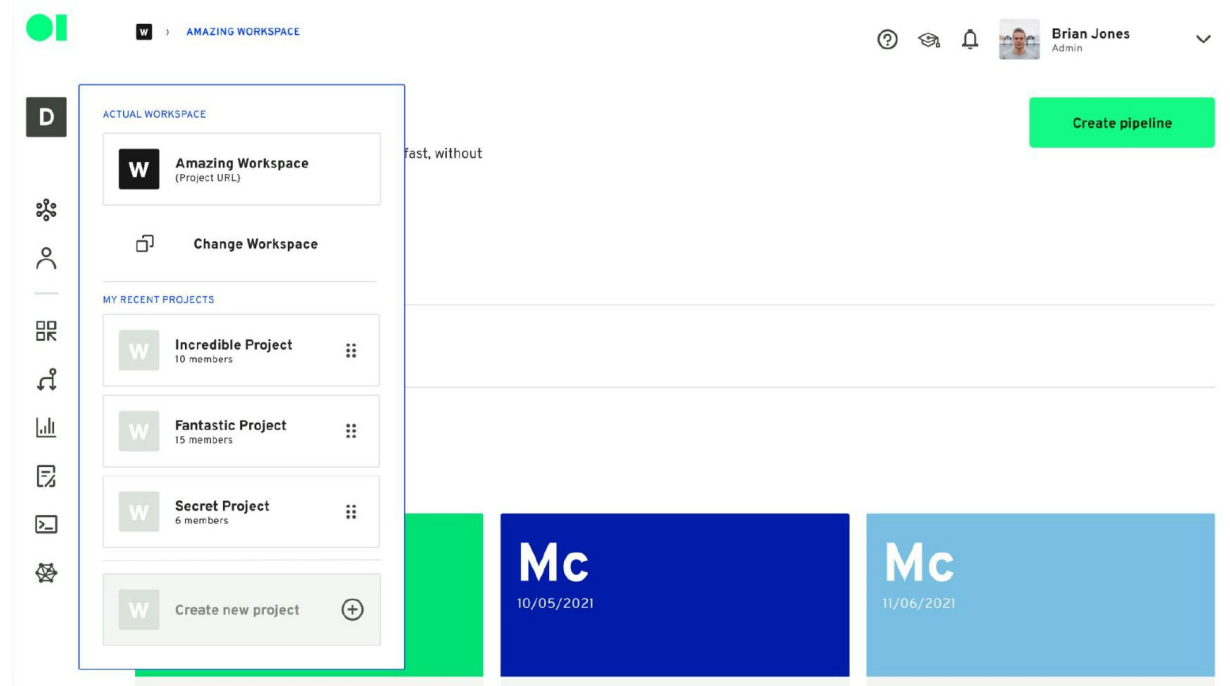 W › AMAZING WORKSPACE
Brian Jones
Admin
D
ACTUAL WORKSPACE
W
Amazing Workspace
(Project URL)
Change Workspace
MY RECENT PROJECTS
W
Incredible Project
10 members
W
Fantastic Project
15 members
W
Secret Project
6 members
W
Create new project
fast, without
Create pipeline
Mc
10/05/2021
Mc
11/06/2021